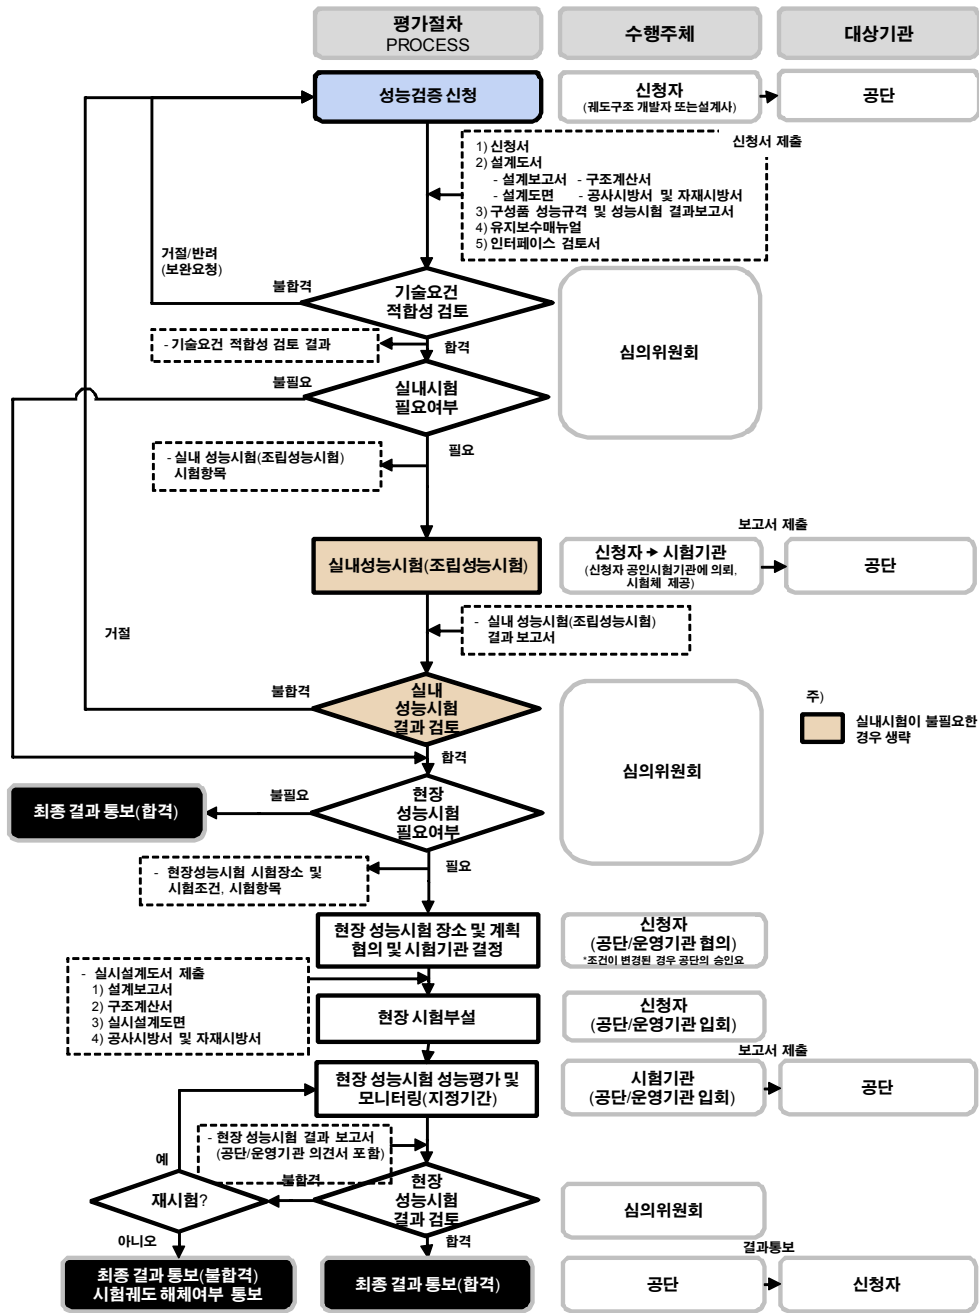 평가절차
PROCESS
수행주체
대상기관
성능검증 신청
신청자
(궤도구조 개발자 또는설계사)
공단
신청서 제출
1) 신청서
2) 설계도서
- 설계보고서 - 구조계산서
- 설계도면 - 공사시방서 및 자재시방서
3) 구성품 성능규격 및 성능시험 결과보고서
4) 유지보수매뉴얼
5) 인터페이스 검토서
거절/반려
(보완요청)
불합격
기술요건
적합성 검토
심의위원회
- 기술요건 적합성 검토 결과
합격
불필요
실내시험
필요여부
필요
- 실내 성능시험(조립성능시험)
시험항목
보고서 제출
실내성능시험(조립성능시험)
신청자 → 시험기관
(신청자 공인시험기관에 의뢰,
시험체 제공)
공단
거절
- 실내 성능시험(조립성능시험)
결과 보고서
불합격
실내
성능시험
결과 검토
합격
심의위원회
주)
실내시험이 불필요한
경우 생략
최종 결과 통보(합격)
불필요
현장
성능시험
필요여부
필요
- 현장성능시험 시험장소 및
시험조건, 시험항목
현장 성능시험 장소 및 계획
협의 및 시험기관 결정
신청자
(공단/운영기관 협의)
*조건이 변경된 경우 공단의 승인요
- 실시설계도서 제출
1) 설계보고서
2) 구조계산서
3) 실시설계도면
4) 공사시방서 및 자재시방서
현장 시험부설
신청자
(공단/운영기관 입회)
보고서 제출
현장 성능시험 성능평가 및
모니터링(지정기간)
시험기관
(공단/운영기관 입회)
공단
- 현장 성능시험 결과 보고서
(공단/운영기관 의견서 포함)
예
불합격
재시험?
현장
성능시험
결과 검토
심의위원회
아니오
합격
결과통보
최종 결과 통보(불합격)
시험궤도 해체여부 통보
최종 결과 통보(합격)
공단
신청자